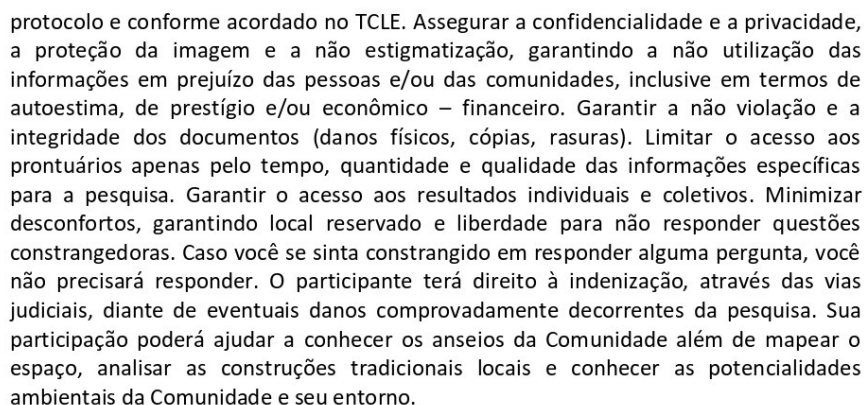 protocolo e conforme acordado no TCLE. Assegurar a confidencialidade e a privacidade,
a proteção da imagem e a não estigmatização, garantindo a não utilização das
informações em prejuízo das pessoas e/ou das comunidades, inclusive em termos de
autoestima, de prestígio e/ou econômico – financeiro. Garantir a não violação e a
integridade dos documentos (danos físicos, cópias, rasuras). Limitar o acesso aos
prontuários apenas pelo tempo, quantidade e qualidade das informações específicas
para a pesquisa. Garantir o acesso aos resultados individuais e coletivos. Minimizar
desconfortos, garantindo local reservado e liberdade para não responder questões
constrangedoras. Caso você se sinta constrangido em responder alguma pergunta, você
não precisará responder. O participante terá direito à indenização, através das vias
judiciais, diante de eventuais danos comprovadamente decorrentes da pesquisa. Sua
participação poderá ajudar a conhecer os anseios da Comunidade além de mapear o
espaço, analisar as construções tradicionais locais e conhecer as potencialidades
ambientais da Comunidade e seu entorno.